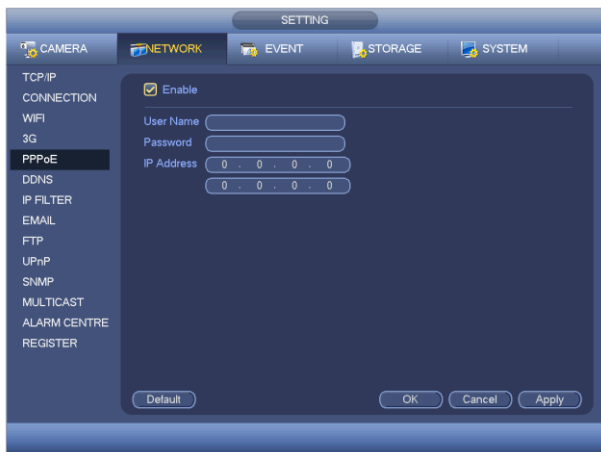 SETTING
CAMERA NETWORK EVENT STORAGE SYSTEM
TCP/IP
CONNECTION
WIFI
3G
PPPoE
DDNS
IP FILTER
EMAIL
FTP
UPnP
SNMP
MULTICAST
ALARM CENTRE
REGISTER
Enable
User Name
Password
IP Address 0 . 0 . 0 . 0
0 . 0 . 0 . 0
Default OK Cancel Apply